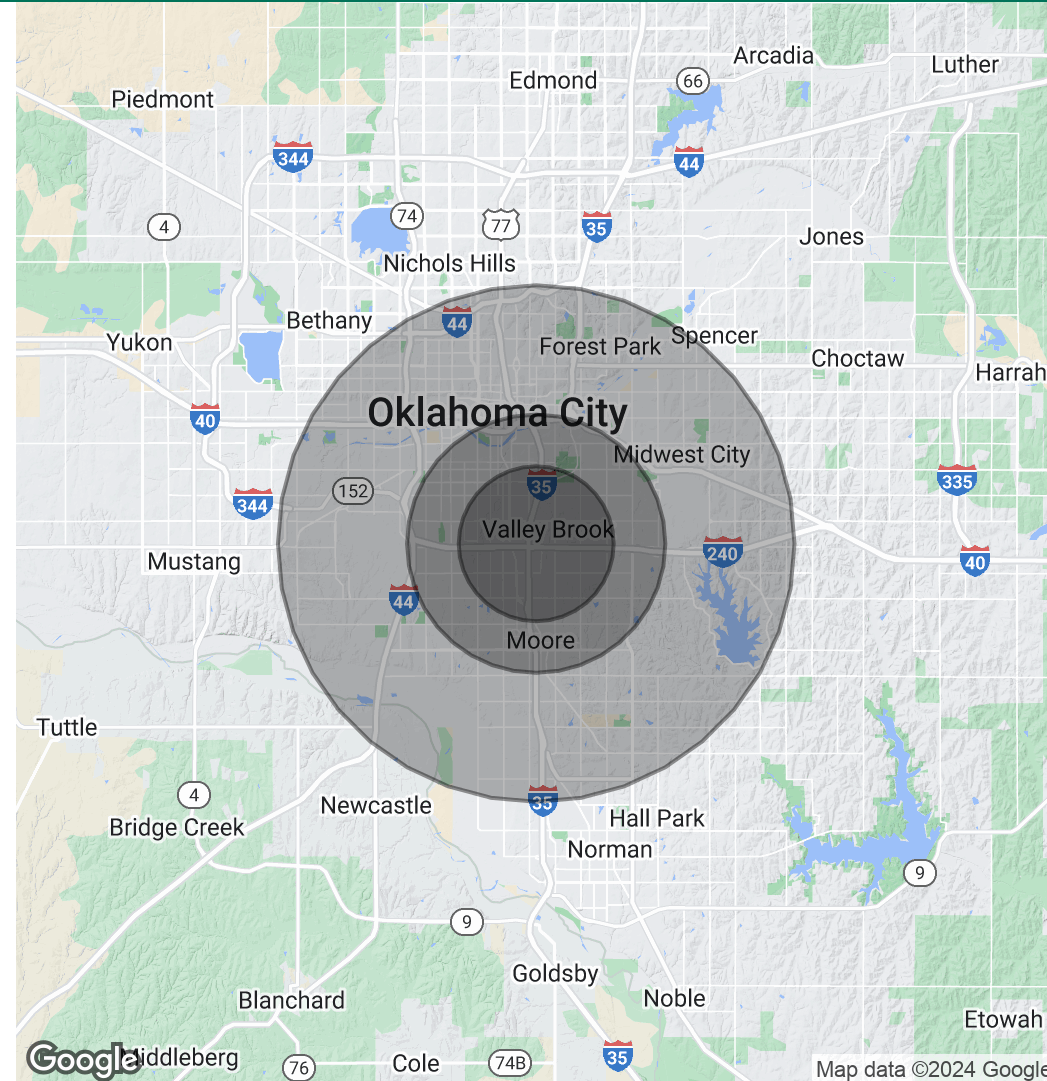 Arcadia
Luther
Edmond
66
Piedmont
344
44
4
74
77
35
Jones
Nichols Hills
44
Bethany
Spencer
Yukon
Forest Park
Choctaw
Harrah
Oklahoma City
40
Midwest City
335
152
35
344
Valley Brook
240
Mustang
40
44
Moore
Tuttle
4
35
Newcastle
Hall Park
Bridge Creek
Norman
9
9
Goldsby
Noble
Blanchard
Etowah
Google
Middleberg
76
Cole
74B
35
Map data ©2024 Google